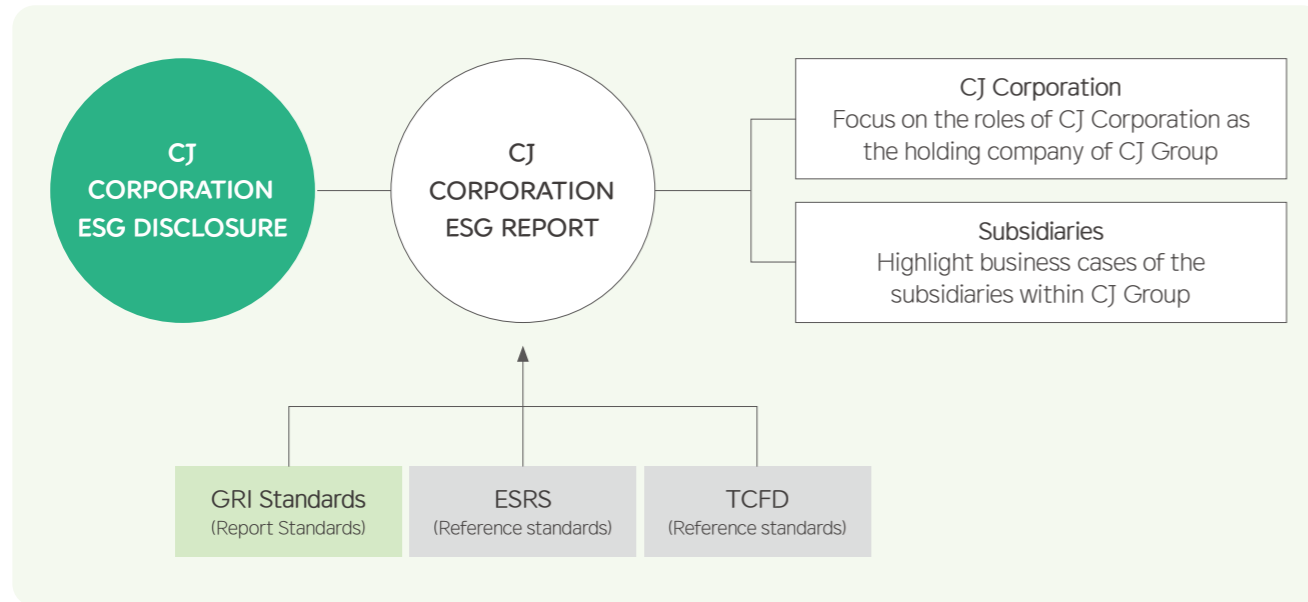 CJ
CORPORATION
ESG DISCLOSURE
CJ
CORPORATION
ESG REPORT
CJ Corporation
Focus on the roles of CJ Corporation as
the holding company of CJ Group
Subsidiaries
Highlight business cases of the
subsidiaries within CJ Group
GRI Standards
(Report Standards)
ESRS
(Reference standards)
TCFD
(Reference standards)